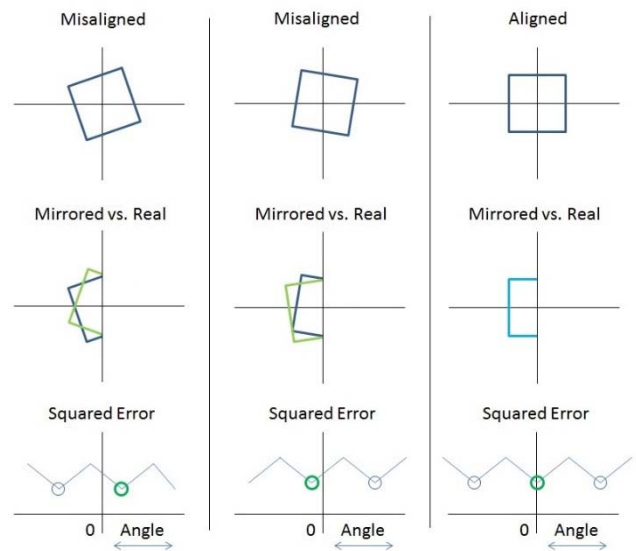 Misaligned
Misaligned
Aligned
Mirrored vs. Real
Mirrored vs. Real
Mirrored vs. Real
Squared Error
Squared Error
Squared Error
0 Angle
0 Angle
0 Angle